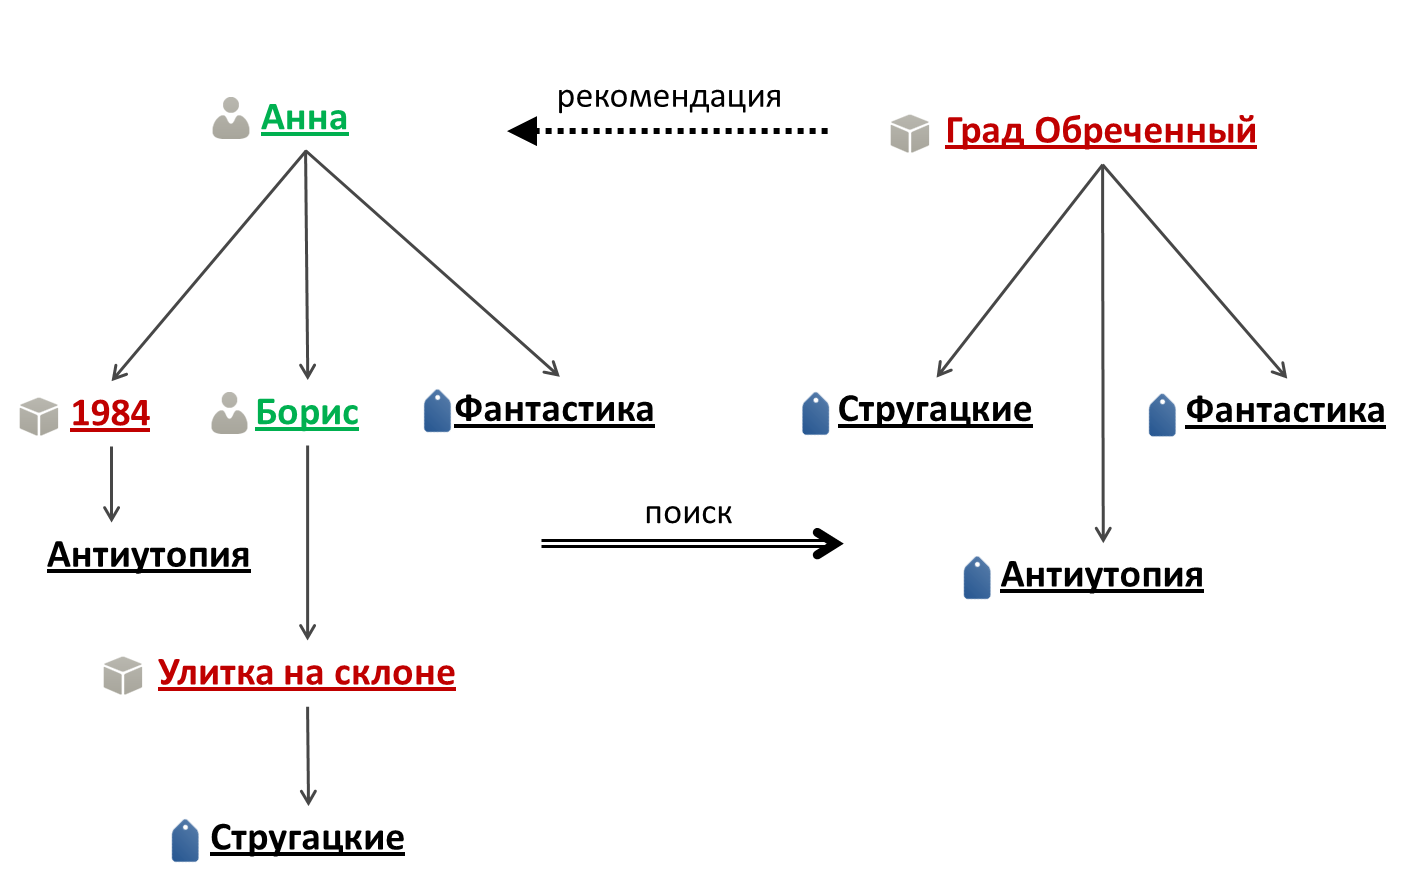 Анна
рекомендация
Град Обреченный
1984
Борис
Фантастика
Стругацкие
Фантастика
поиск
Антиутопия
Антиутопия
Улитка на склоне
Стругацкие